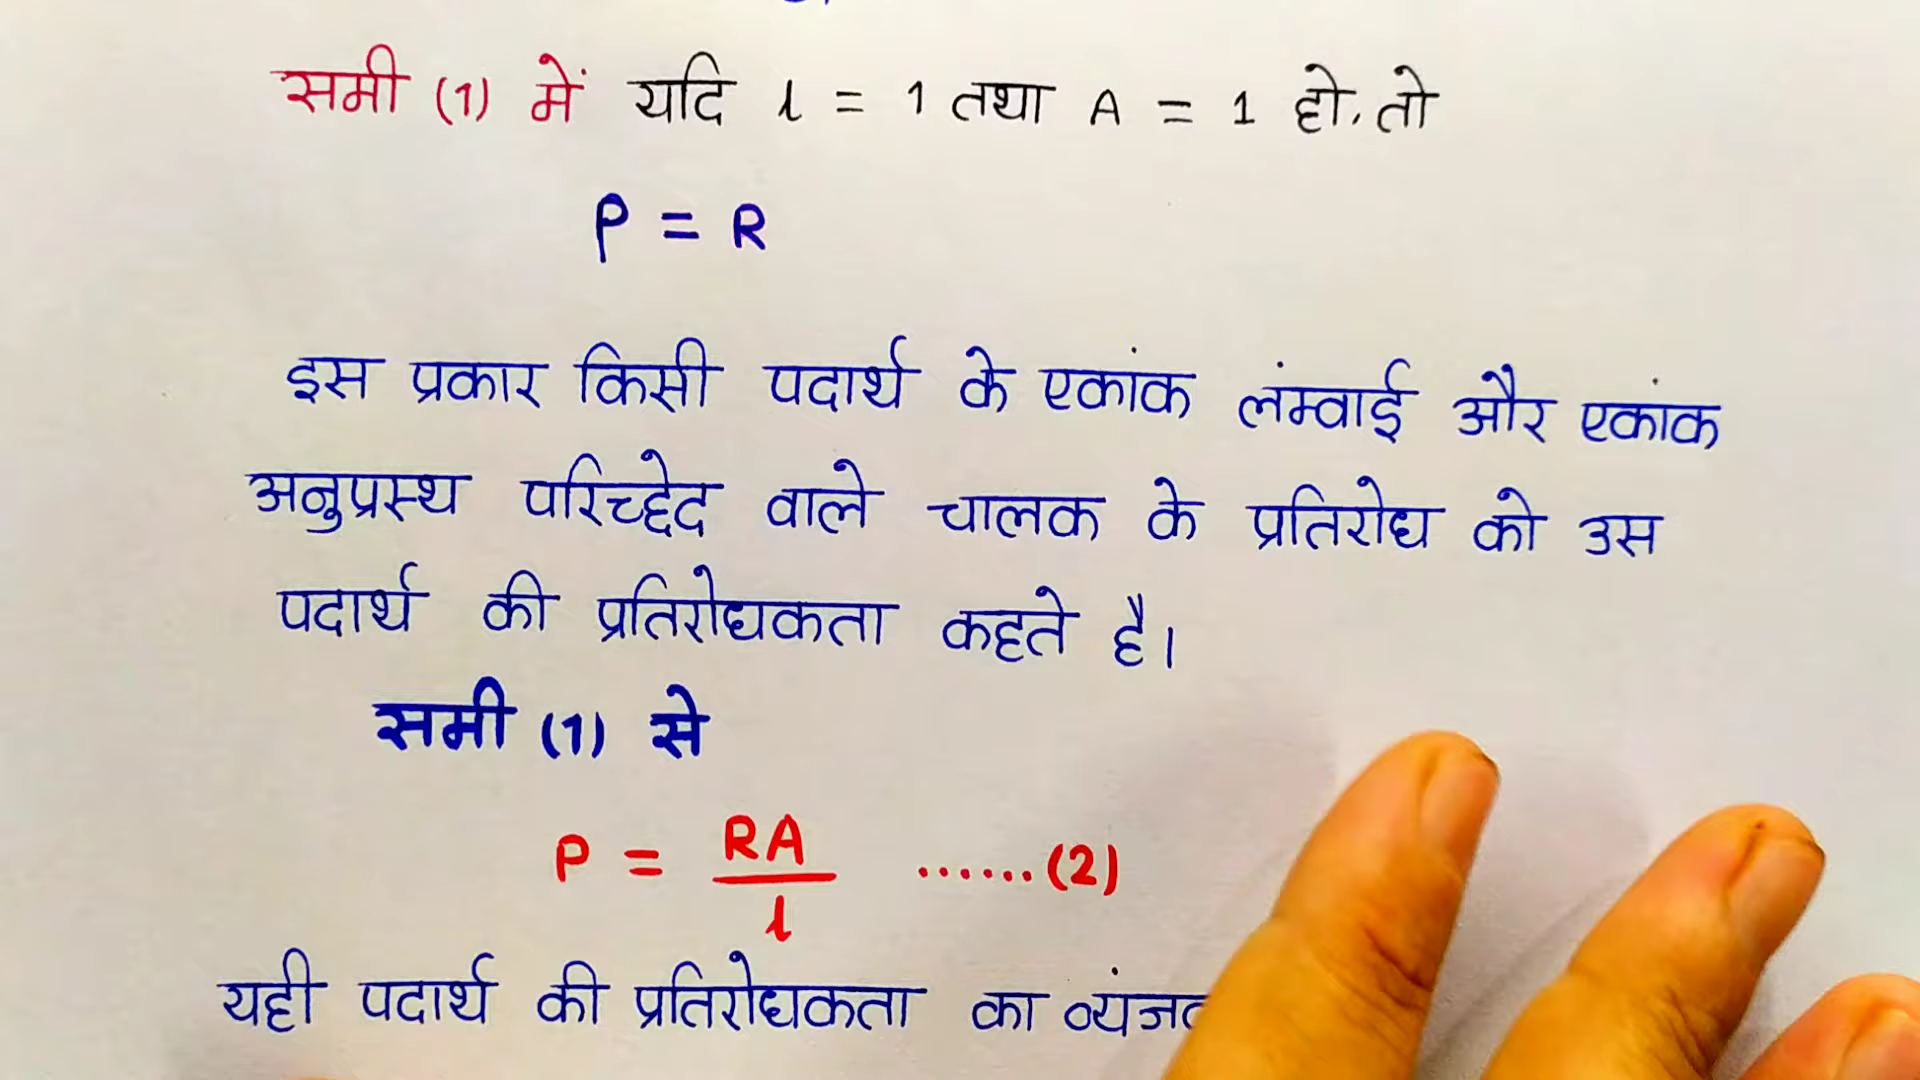 समी (1) में यदि l = 1 तथा A = 1 हो, तो
ρ = R
इस प्रकार किसी पदार्थ के एकांक लंम्वाई और एकांक
अनुप्रस्थ परिच्छेद वाले चालक के प्रतिरोध को उस
पदार्थ की प्रतिरोधकता कहते है।
समी (1) से
ρ = RA / l ......(2)
यही पदार्थ की प्रतिरोधकता का